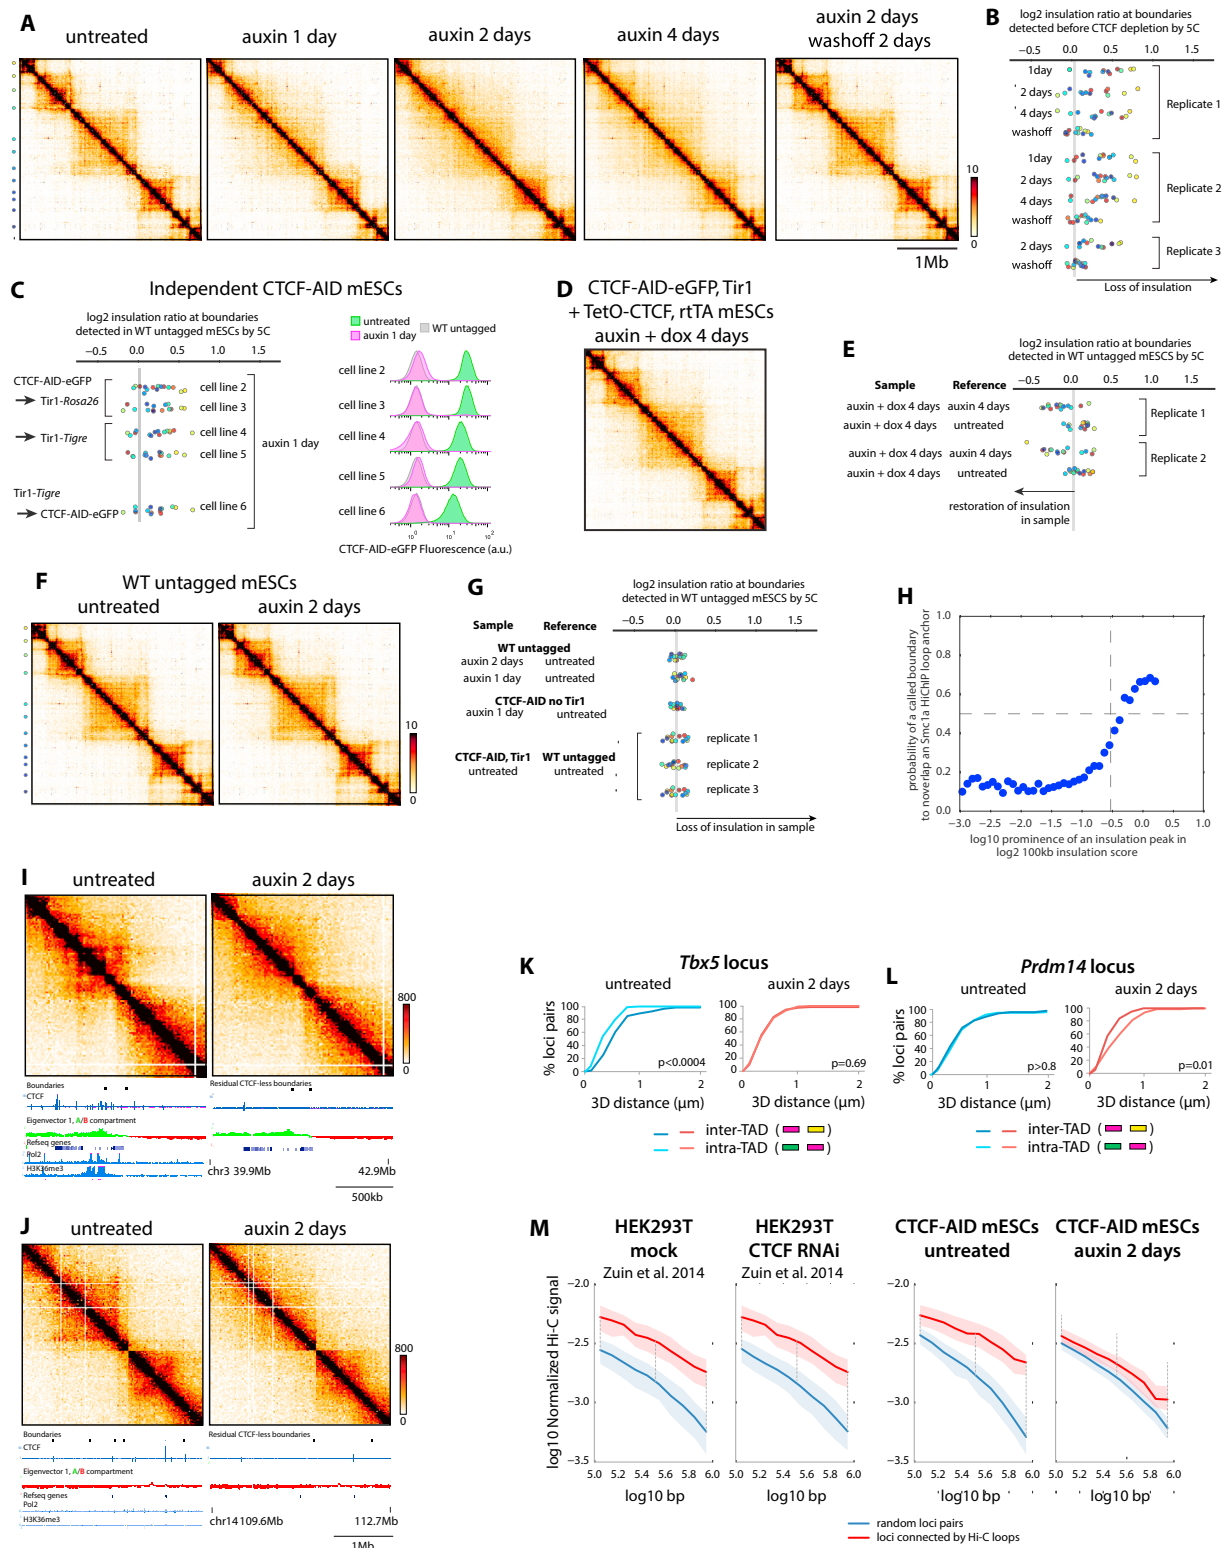 A
untreated
auxin 1 day
auxin 2 days
auxin 4 days
auxin 2 days
washoff 2 days
10
0
1Mb
B
log2 insulation ratio at boundaries
detected before CTCF depletion by 5C
−0.5 0.0 0.5 1.0 1.5
1day
2 days
4 days
washoff
Replicate 1
1day
2 days
4 days
washoff
Replicate 2
2 days
washoff
Replicate 3
Loss of insulation
C
Independent CTCF-AID mESCs
log2 insulation ratio at boundaries
detected in WT untagged mESCs by 5C
−0.5 0.0 0.5 1.0 1.5
CTCF-AID-eGFP
Tir1-Rosa26
Tir1-Tigre
Tir1-Tigre
CTCF-AID-eGFP
cell line 2
cell line 3
cell line 4
cell line 5
cell line 6
auxin 1 day
untreated
auxin 1 day
WT untagged
cell line 2
cell line 3
cell line 4
cell line 5
cell line 6
10⁰ 10¹ 10²
CTCF-AID-eGFP Fluorescence (a.u.)
D
CTCF-AID-eGFP, Tir1
+ TetO-CTCF, rtTA mESCs
auxin + dox 4 days
E
log2 insulation ratio at boundaries
detected in WT untagged mESCS by 5C
Sample Reference
−0.5 0.0 0.5 1.0 1.5
auxin + dox 4 days auxin 4 days
auxin + dox 4 days untreated
Replicate 1
auxin + dox 4 days auxin 4 days
auxin + dox 4 days untreated
Replicate 2
restoration of insulation
in sample
F
WT untagged mESCs
untreated
auxin 2 days
10
0
G
log2 insulation ratio at boundaries
detected in WT untagged mESCS by 5C
Sample Reference
−0.5 0.0 0.5 1.0 1.5
WT untagged
auxin 2 days untreated
auxin 1 day untreated
CTCF-AID no Tir1
auxin 1 day untreated
CTCF-AID, Tir1 WT untagged
untreated untreated
replicate 1
replicate 2
replicate 3
Loss of insulation in sample
H
probability of a called boundary
to noverlap an Smc1a HiChIP loop anchor
1.0
0.8
0.6
0.4
0.2
0.0
−3.0 −2.5 −2.0 −1.5 −1.0 −0.5 0.0 0.5 1.0
log10 prominence of an insulation peak in
log2 100kb insulation score
I
untreated
auxin 2 days
800
0
Boundaries
CTCF
Eigenvector 1, A/B compartment
Refseq genes
Pol2
H3K36me3
Residual CTCF-less boundaries
chr3 39.9Mb 42.9Mb
500kb
J
untreated
auxin 2 days
800
0
Boundaries
CTCF
Eigenvector 1, A/B compartment
Refseq genes
Pol2
H3K36me3
Residual CTCF-less boundaries
chr14109.6Mb 112.7Mb
1Mb
K
Tbx5 locus
untreated
auxin 2 days
% loci pairs
100
80
60
40
20
0
p<0.0004
p=0.69
0 1 2
0 1 2
3D distance (µm)
inter-TAD
intra-TAD
L
Prdm14 locus
untreated
auxin 2 days
% loci pairs
100
80
60
40
20
0
p>0.8
100
80
60
40
20
0
p=0.01
0 1 2
0 1 2
3D distance (µm)
inter-TAD
intra-TAD
M
HEK293T
mock
Zuin et al. 2014
HEK293T
CTCF RNAi
Zuin et al. 2014
CTCF-AID mESCs
untreated
CTCF-AID mESCs
auxin 2 days
log10 Normalized Hi-C signal
−2.0
−2.5
−3.0
−3.5
−2.0
−2.5
−3.0
−3.5
5.0 5.2 5.4 5.6 5.8 6.0
5.0 5.2 5.4 5.6 5.8 6.0
5.0 5.2 5.4 5.6 5.8 6.0
5.0 5.2 5.4 5.6 5.8 6.0
log10 bp
log10 bp
log10 bp
log10 bp
random loci pairs
loci connected by Hi-C loops